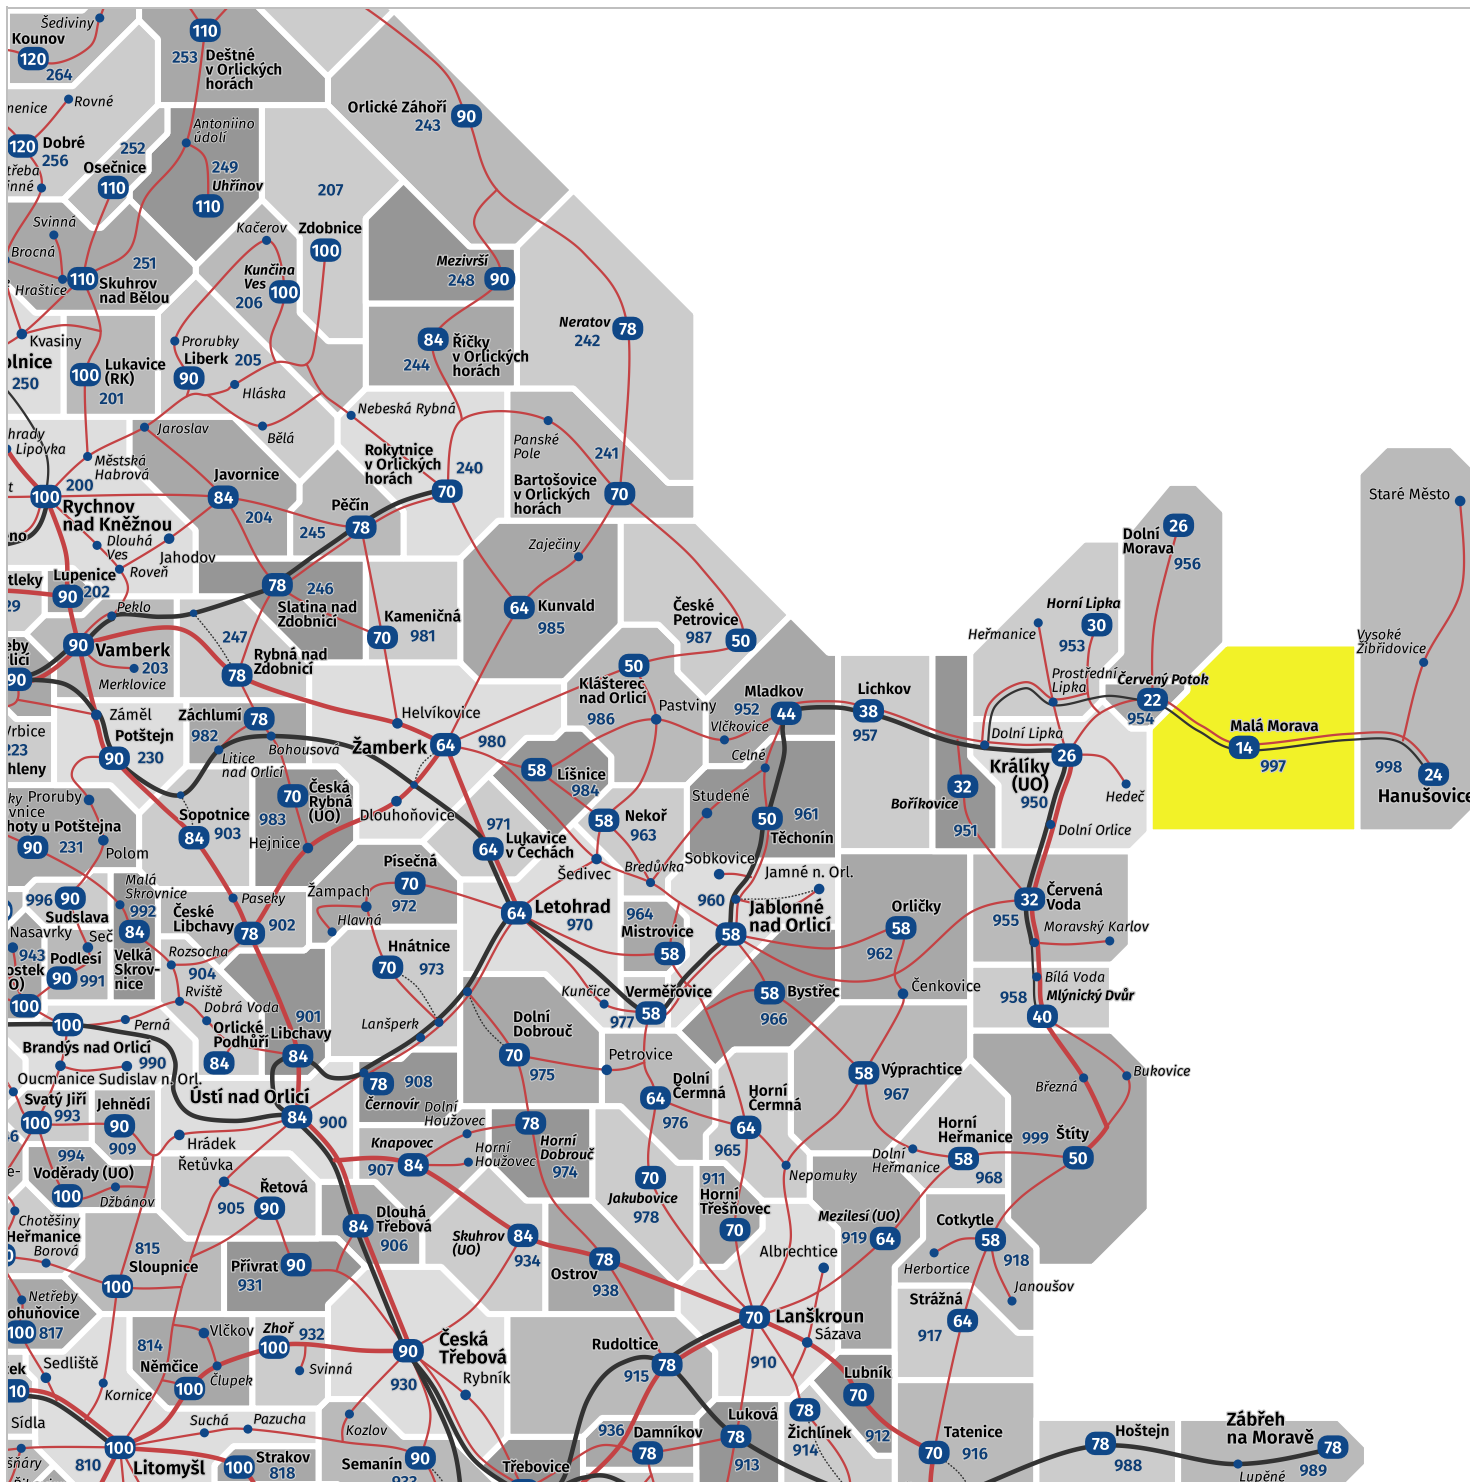 Šediviny
Kounov
120
264
110
253
Deštné
v Orlických
horách
Orlické Záhoří
90
243
Rovné
120
Dobré
256
252
Osečnice
110
Antoniino
údolí
249
Uhřínov
110
207
Svinná
Brocná
Hraštice
110
251
Skuhrov
nad Bělou
Kačerov
Kunčina
Ves
206
100
Zdobnice
100
Mezivrší
248
90
Neratov
78
242
Kvasiny
250
100
Lukavice
(RK)
201
Prorubky
Liberk
205
90
Hláska
84
244
Říčky
v Orlických
horách
Nebeská Rybná
Jaroslav
Bělá
Lipovka
Městská
Habrová
200
100
Rychnov
nad Kněžnou
Javornice
84
204
Rokytnice
v Orlických
horách
240
70
Panské
Pole
241
Bartošovice
v Orlických
horách
70
Pěčín
78
245
Dlouhá
Ves
Jahodov
Roveň
Lupenice
90
202
Peklo
78
246
Slatina nad
Zdobnicí
Kameničná
70
981
Zaječiny
64
Kunvald
985
České
Petrovice
987
50
90
Vamberk
203
Merklovice
247
Rybná nad
Zdobnicí
78
90
Záměl
Potštejn
90
230
Záchlumí
982
78
Bohousová
Litice
nad Orlicí
Helvíkovice
Žamberk
64
980
50
Klášterec
nad Orlicí
986
Pastviny
Vlčkovice
Mladkov
952
44
Lichkov
38
957
Celné
Studené
50
961
Těchonín
58
Líšnice
984
58
Nekoř
963
Šedivec
Bredůvka
Sobkovice
Jamné n. Orl.
960
Jablonné
nad Orlicí
58
Proruby
231
90
Polom
Sopotnice
84
903
70
Česká
Rybná
(UO)
983
Hejnice
Dlouhoňovice
971
64
Lukavice
v Čechách
Písečná
70
972
Žampach
Hlavná
64
Letohrad
970
964
Mistrovice
58
Orličky
58
962
Čenkovice
996
90
Sudslava
Malá
Skrovnice
992
84
Velká
Skrov-
nice
Seč
Nasavrky
943
Podlesí
90
991
100
Paseky
České
Libchavy
78
902
Rozsocha
904
Rviště
Dobrá Voda
Orlické
Podhůří
84
901
Libchavy
84
Hnátnice
70
973
Lanšperk
Kunčice
977
Verměřovice
58
58
Bystřec
966
Dolní
Dobrouč
70
975
Petrovice
100
Perná
Brandýs nad Orlicí
990
Oucmanice
Sudislav n. Orl.
Svatý Jiří
100
993
Jehnědí
90
909
Ústí nad Orlicí
84
900
Hrádek
78
908
Černovír
Dolní
Houžovec
Horní
Houžovec
Knapovec
907
84
78
Horní
Dobrouč
974
64
Dolní
Čermná
976
Horní
Čermná
64
965
58
Výprachtice
967
Horní
Heřmanice
58
968
Dolní
Heřmanice
Nepomuky
70
Jakubovice
978
911
Horní
Třešňovec
70
Mezilesí (UO)
919
64
Cotkytle
58
918
Herbortice
Janoušov
Strážná
64
917
994
Voděrady (UO)
100
Džbánov
Řetůvka
905
Řetová
90
Chotěšiny
Heřmanice
Borová
815
Sloupnice
100
Přívrat
90
931
Dlouhá
Třebová
84
906
Skuhrov
(UO)
84
934
Ostrov
78
938
Albrechtice
70
Lanškroun
910
Sázava
Netřeby
100
817
814
Vlčkov
Němčice
100
Člupek
Zhoř
100
932
Svinná
90
Česká
Třebová
930
Rybník
Rudoltice
915
78
Lubník
70
912
Sedliště
Kornice
Sídla
Suchá
Pazucha
Kozlov
100
Litomyšl
810
Strakov
100
818
Semanín
90
Třebovice
936
Damníkov
78
Luková
78
913
78
Žichlínek
914
70
Tatenice
916
Hoštejn
78
988
Zábřeh
na Moravě
78
989
Lupěné
Dolní
Morava
26
956
Horní Lipka
30
953
Heřmanice
Prostřední
Lipka
Červený Potok
22
954
Dolní Lipka
26
Králíky
(UO)
950
Hedeč
Dolní Orlice
Boříkovice
32
951
32
Červená
Voda
955
Moravský Karlov
Bílá Voda
958
Mlýnický Dvůr
40
Březná
Bukovice
999
Štíty
50
Malá Morava
14
997
Staré Město
Vysoké
Žibřidovice
998
24
Hanušovice